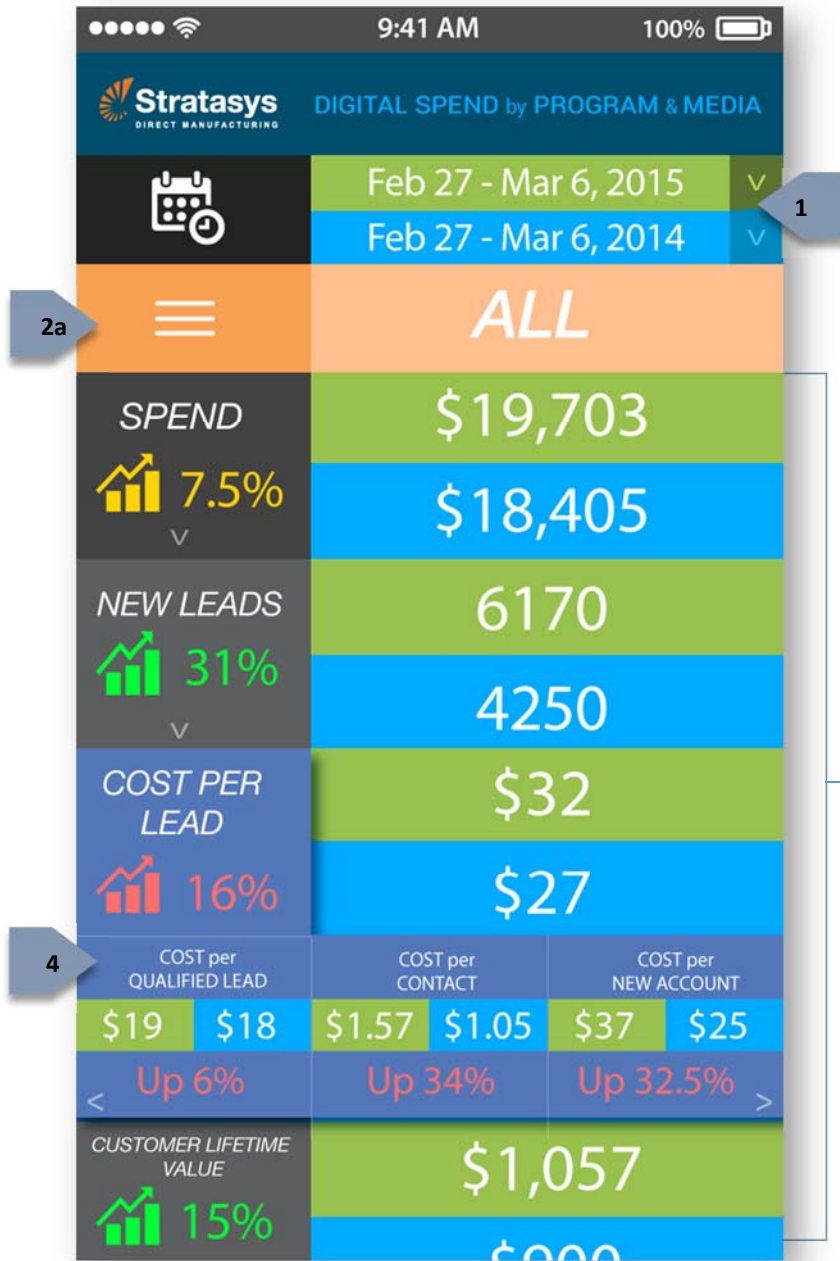 9:41 AM
100%
Stratasys
DIRECT MANUFACTURING
DIGITAL SPEND by PROGRAM & MEDIA
Feb 27 - Mar 6, 2015
1
Feb 27 - Mar 6, 2014
2a
ALL
SPEND
7.5%
$19,703
$18,405
NEW LEADS
31%
6170
4250
COST PER
LEAD
16%
$32
$27
4
COST per
QUALIFIED LEAD
COST per
CONTACT
COST per
NEW ACCOUNT
$19 $18 $1.57 $1.05 $37 $25
< Up 6% Up 34% Up 32.5% >
CUSTOMER LIFETIME
VALUE
15%
$1,057